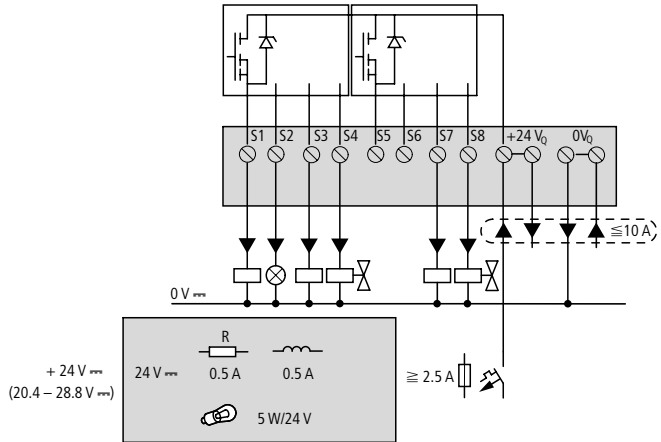 S1 S2 S3 S4 S5 S6 S7 S8 +24 VQ 0VQ
≦10 A
0 V ⎓
R
+ 24 V ⎓ 24 V ⎓ 0.5 A 0.5 A ≧ 2.5 A
(20.4 – 28.8 V ⎓)
5 W/24 V